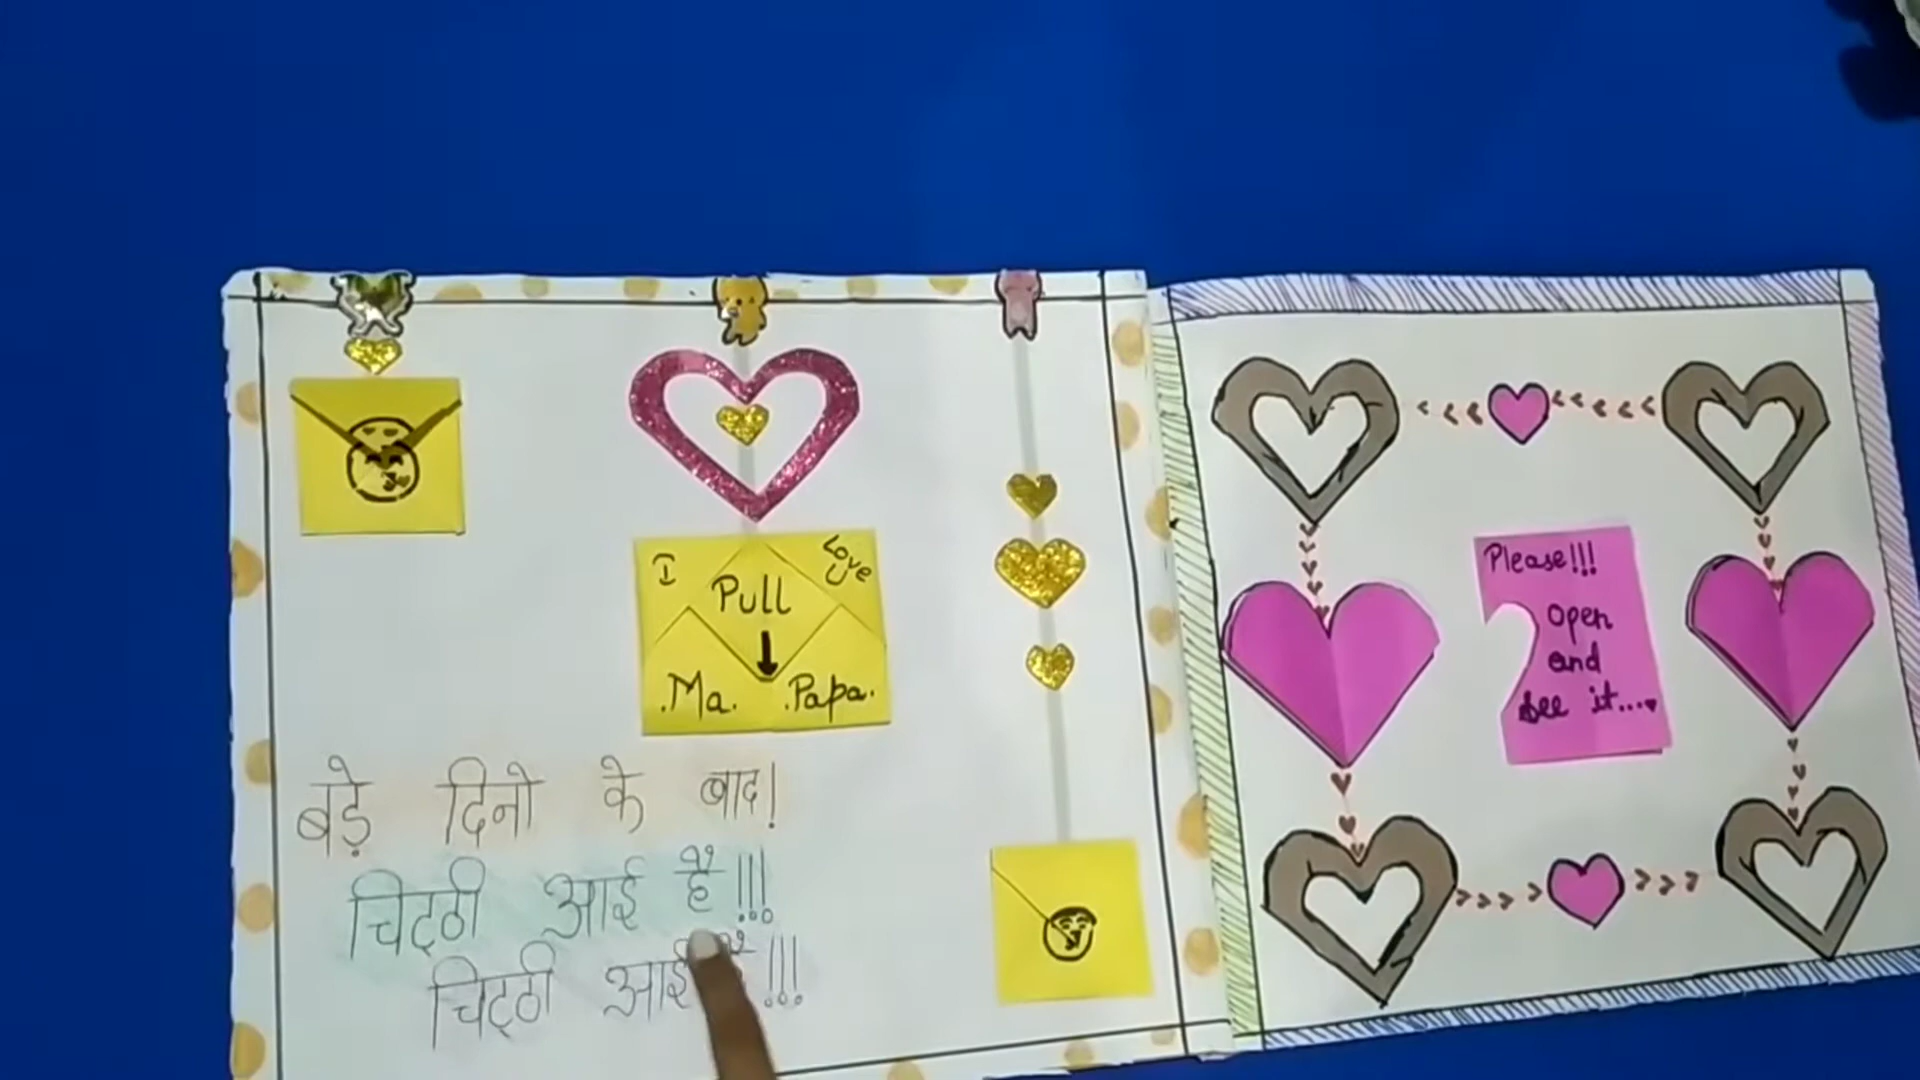 I Love U
Pull
.Ma. .Papa.
बड़े दिनो के बाद!
चिट्ठी आई है!!!
चिट्ठी आई है!!!
Please!!!
open
and
see it....